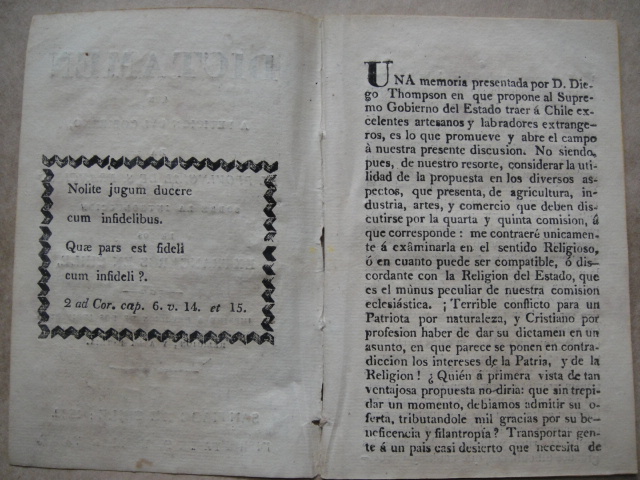 Nolite jugum ducere
cum infidelibus.
Quæ pars est fideli
cum infideli ?.
2 ad Cor. cap. 6. v. 14. et 15.
UNA memoria presentada por D. Die-
go Thompson en que propone al Supre-
mo Gobierno del Estado traer á Chile ex-
celentes artesanos y labradores extrange-
ros, es lo que promueve y abre el campo
à nuestra presente discusion. No siendo,
pues, de nuestro resorte, considerar la uti-
lidad de la propuesta en los diversos as-
pectos, que presenta, de agricultura, in-
dustria, artes, y comercio que deben dis-
cutirse por la quarta y quinta comision, á
que corresponde : me contraeré unicamen-
te á exâminarla en el sentido Religioso,
ó en cuanto puede ser compatible, ó dis-
cordante con la Religion del Estado, que
es el múnus peculiar de nuestra comision
eclesiástica. ¡ Terrible conflicto para un
Patriota por naturaleza, y Cristiano por
profesion haber de dar su dictamen en un
asunto, en que parece se ponen en contra-
diccion los intereses de la Patria, y de la
Religion ! ¿ Quién á primera vista de tan
ventajosa propuesta no diria: que sin trepi-
dar un momento, debiamos admitir su o-
ferta, tributandole mil gracias por su be-
neficencia y filantropía ? Transportar gen-
te á un pais casi desierto que necesita de